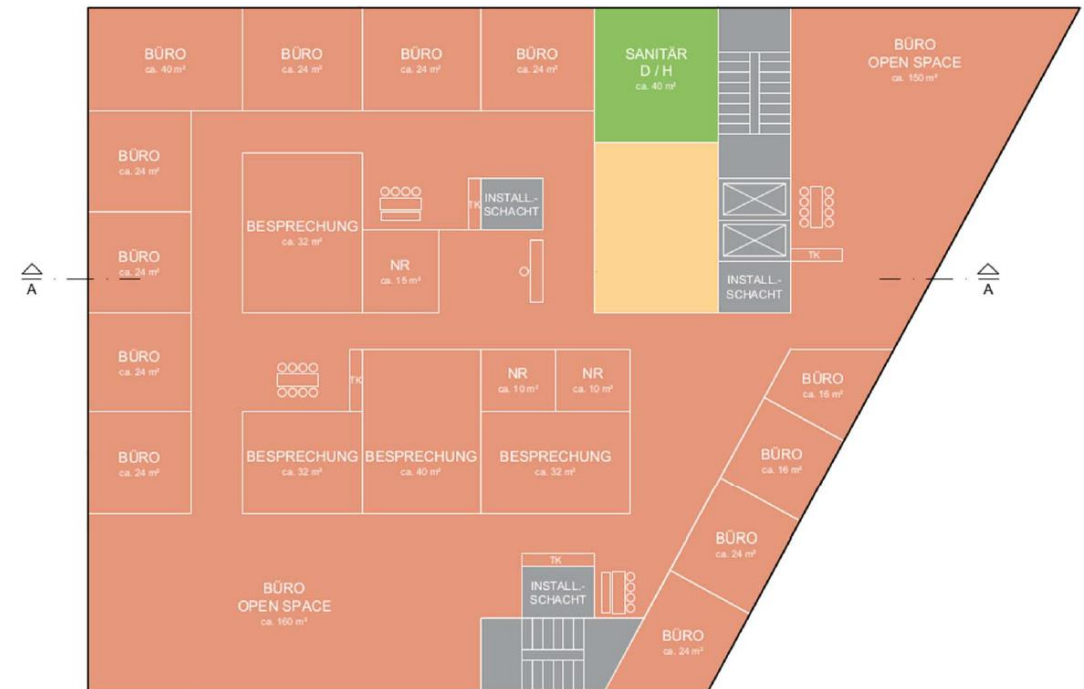 BÜRO
ca. 40 m²
BÜRO
ca. 24 m²
BÜRO
ca. 24 m²
BÜRO
ca. 24 m²
SANITÄR
D / H
ca. 40 m²
BÜRO
OPEN SPACE
ca. 150 m²
BÜRO
ca. 24 m²
BESPRECHUNG
ca. 32 m²
TK
INSTALL.-
SCHACHT
BÜRO
ca. 24 m²
NR
ca. 15 m²
TK
INSTALL.-
SCHACHT
A
A
BÜRO
ca. 24 m²
TK
NR
ca. 10 m²
NR
ca. 10 m²
BÜRO
ca. 16 m²
BÜRO
ca. 24 m²
BESPRECHUNG
ca. 32 m²
BESPRECHUNG
ca. 40 m²
BESPRECHUNG
ca. 32 m²
BÜRO
ca. 16 m²
BÜRO
ca. 24 m²
TK
INSTALL.-
SCHACHT
BÜRO
OPEN SPACE
ca. 160 m²
BÜRO
ca. 24 m²